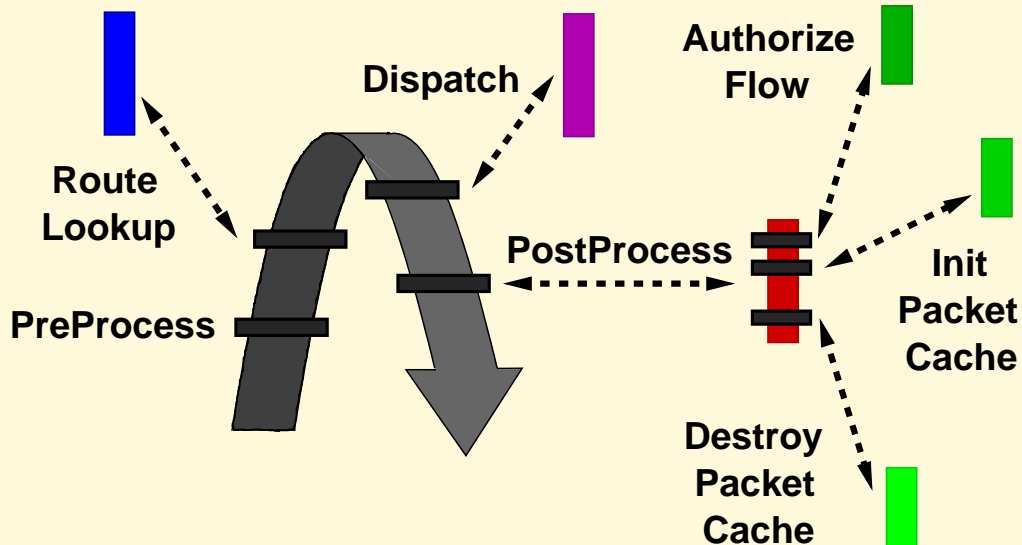 Authorize
Flow
Dispatch
Route
Lookup
PostProcess
Init
Packet
Cache
PreProcess
Destroy
Packet
Cache